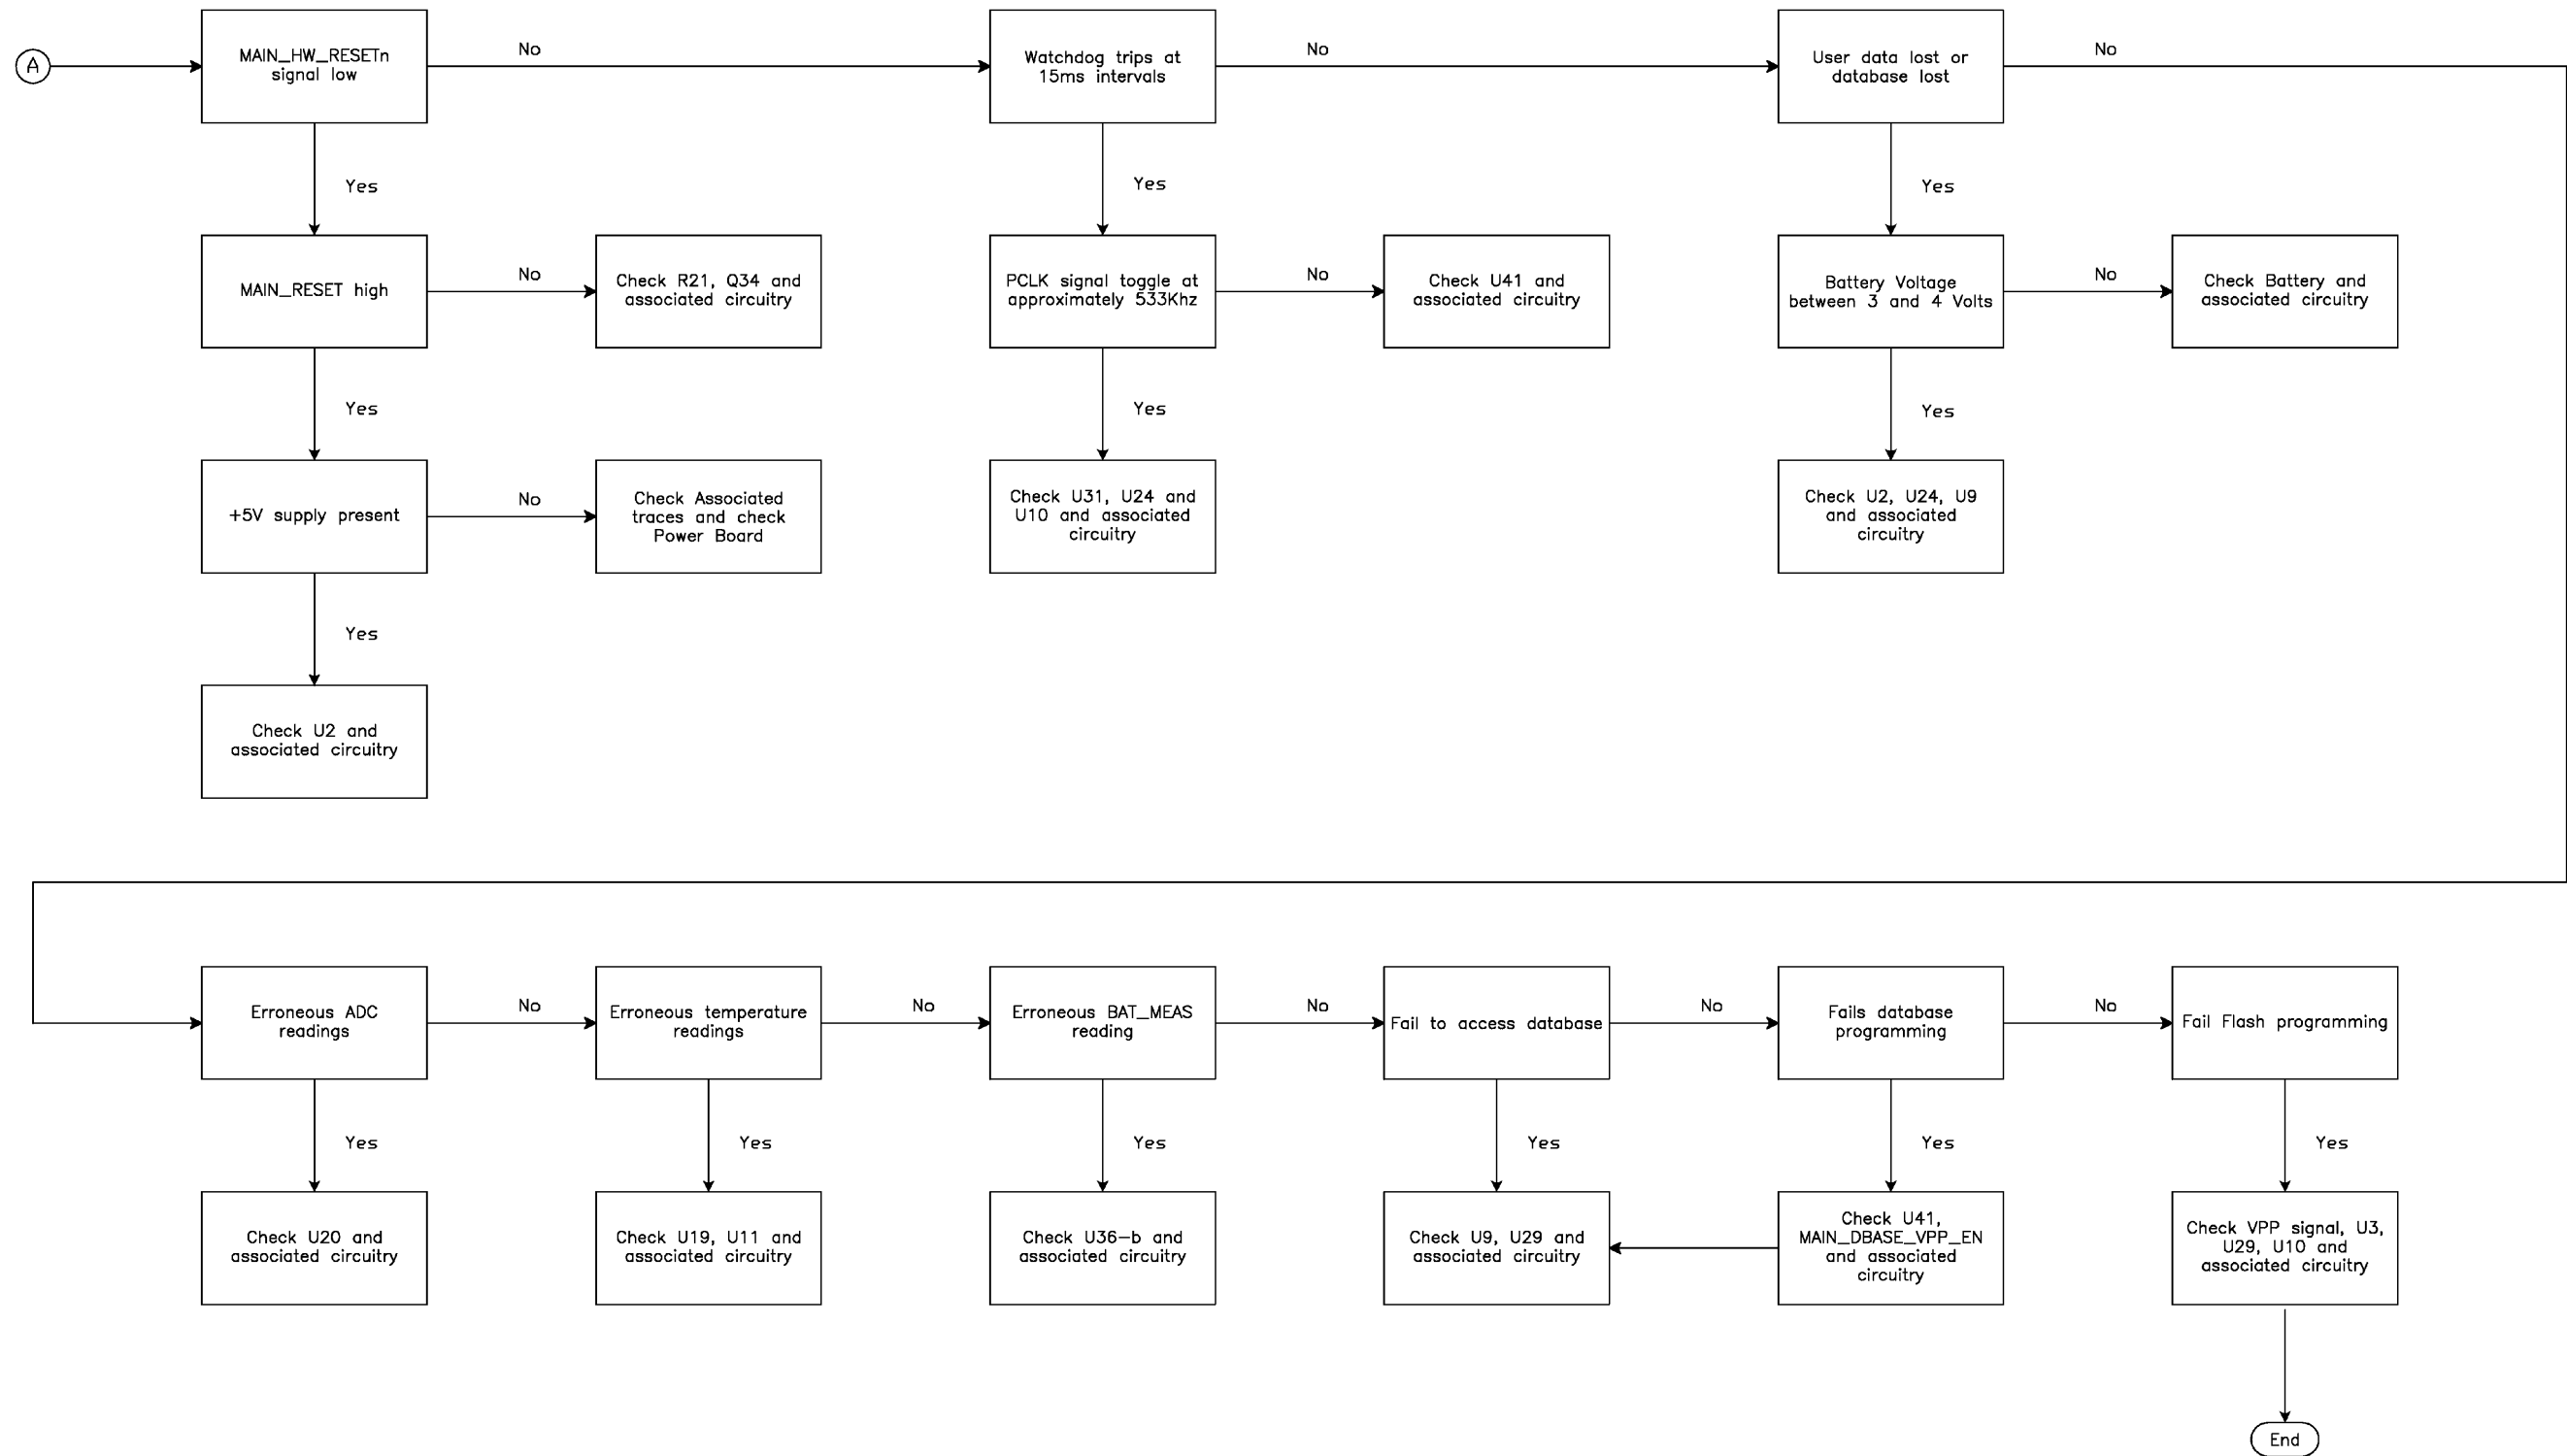 A
MAIN_HW_RESETn
signal low
No
Watchdog trips at
15ms intervals
No
User data lost or
database lost
No
Yes
Yes
Yes
MAIN_RESET high
No
Check R21, Q34 and
associated circuitry
PCLK signal toggle at
approximately 533Khz
No
Check U41 and
associated circuitry
Battery Voltage
between 3 and 4 Volts
No
Check Battery and
associated circuitry
Yes
Yes
Yes
+5V supply present
No
Check Associated
traces and check
Power Board
Check U31, U24 and
U10 and associated
circuitry
Check U2, U24, U9
and associated
circuitry
Yes
Check U2 and
associated circuitry
Erroneous ADC
readings
No
Erroneous temperature
readings
No
Erroneous BAT_MEAS
reading
No
Fail to access database
No
Fails database
programming
No
Fail Flash programming
Yes
Yes
Yes
Yes
Yes
Yes
Check U20 and
associated circuitry
Check U19, U11 and
associated circuitry
Check U36-b and
associated circuitry
Check U9, U29 and
associated circuitry
Check U41,
MAIN_DBASE_VPP_EN
and associated
circuitry
Check VPP signal, U3,
U29, U10 and
associated circuitry
End